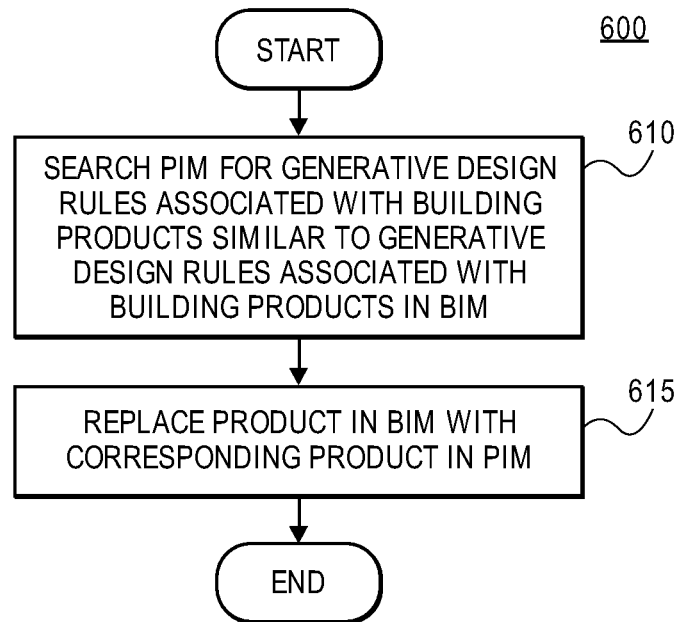 600
START
610
SEARCH PIM FOR GENERATIVE DESIGN
RULES ASSOCIATED WITH BUILDING
PRODUCTS SIMILAR TO GENERATIVE
DESIGN RULES ASSOCIATED WITH
BUILDING PRODUCTS IN BIM
615
REPLACE PRODUCT IN BIM WITH
CORRESPONDING PRODUCT IN PIM
END